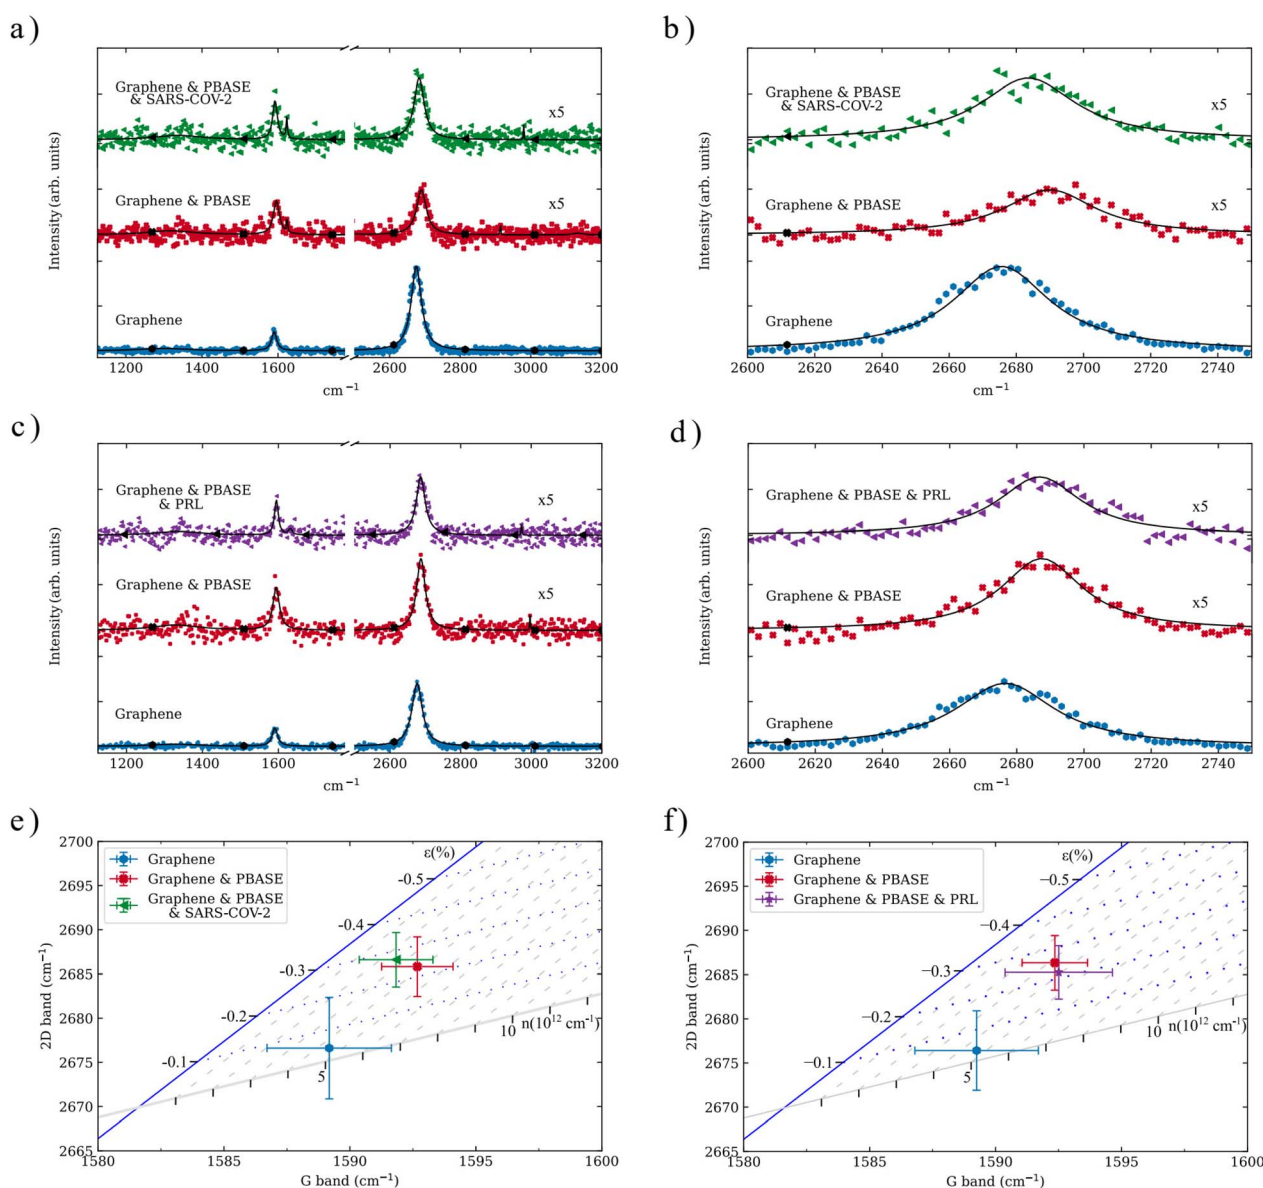 a)
Graphene & PBASE
& SARS-COV-2
x5
Graphene & PBASE
x5
Graphene
Intensity (arb. units)
1200 1400 1600 2600 2800 3000 3200
cm⁻¹
b)
Graphene & PBASE
& SARS-COV-2
x5
Graphene & PBASE
x5
Graphene
Intensity (arb. units)
2600 2620 2640 2660 2680 2700 2720 2740
cm⁻¹
c)
Graphene & PBASE
& PRL
x5
Graphene & PBASE
x5
Graphene
Intensity (arb. units)
1200 1400 1600 2600 2800 3000 3200
cm⁻¹
d)
Graphene & PBASE & PRL
x5
Graphene & PBASE
x5
Graphene
Intensity (arb. units)
2600 2620 2640 2660 2680 2700 2720 2740
cm⁻¹
e)
2700
2695
2690
2685
2680
2675
2670
2665
2D band (cm⁻¹)
Graphene
Graphene & PBASE
Graphene & PBASE
& SARS-COV-2
ε(%)
-0.5
-0.4
-0.3
-0.2
-0.1
5
10 n(10¹² cm⁻¹)
1580 1585 1590 1595 1600
G band (cm⁻¹)
f)
2700
2695
2690
2685
2680
2675
2670
2665
2D band (cm⁻¹)
Graphene
Graphene & PBASE
Graphene & PBASE & PRL
ε(%)
−0.5
−0.4
−0.3
−0.2
−0.1
5
10 n(10¹² cm⁻¹)
1580 1585 1590 1595 1600
G band (cm⁻¹)